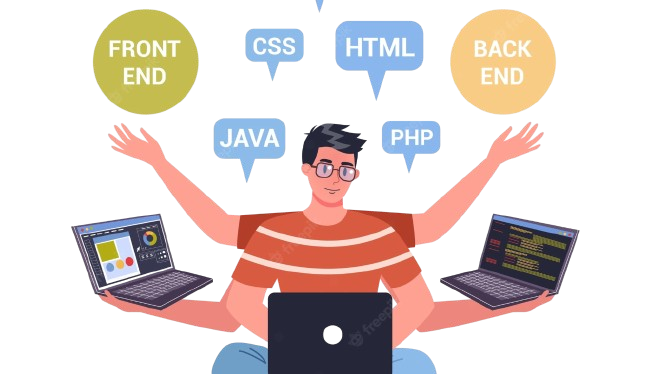 FRONT
END
CSS
HTML
BACK
END
JAVA
PHP